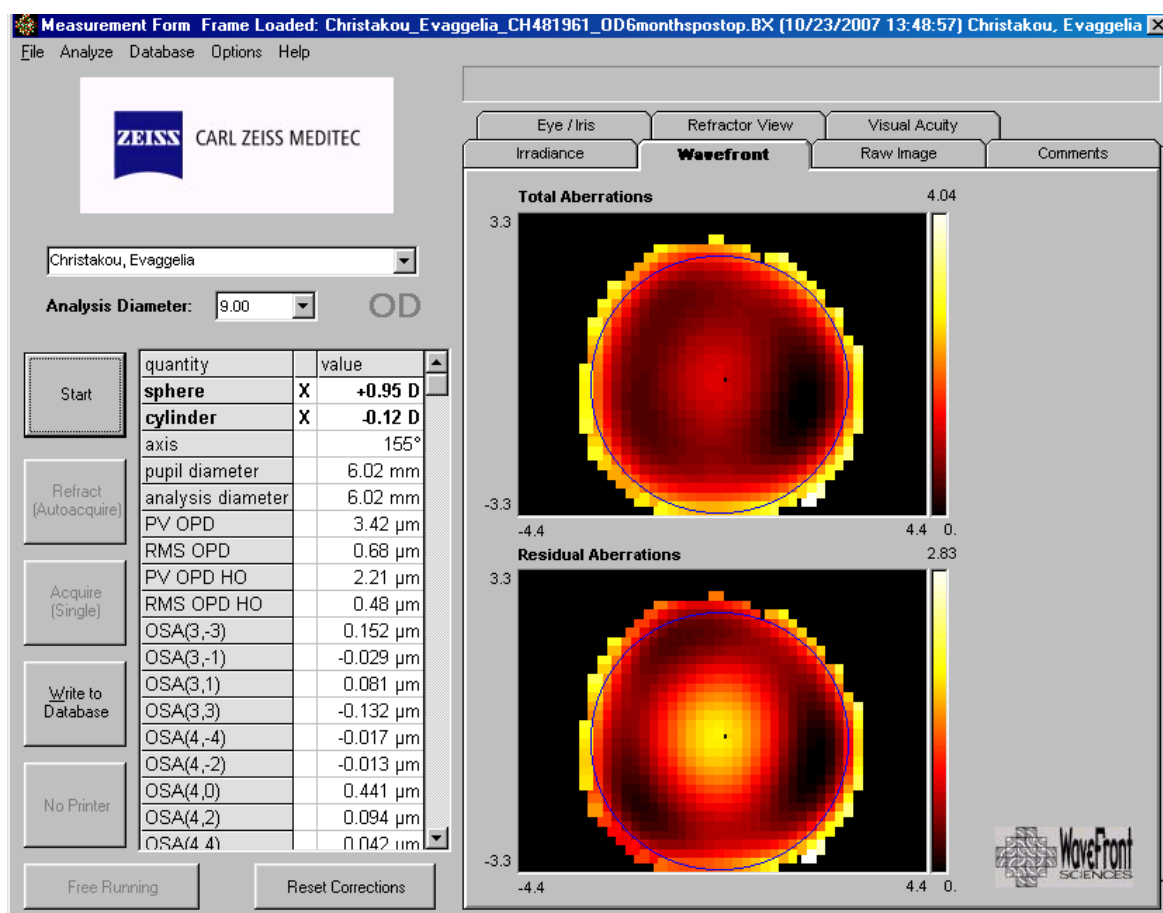 Measurement Form Frame Loaded: Christakou_Evaggelia_CH481961_OD6monthspostop.BX (10/23/2007 13:48:57) Christakou, Evaggelia
File Analyze Database Options Help
ZEISS CARL ZEISS MEDITEC
Christakou, Evaggelia
Analysis Diameter: 9.00 OD
Start
Refract
(Autoacquire)
Acquire
(Single)
Write to
Database
No Printer
Free Running
Reset Corrections
quantity value
sphere X +0.95 D
cylinder X -0.12 D
axis 155°
pupil diameter 6.02 mm
analysis diameter 6.02 mm
PV OPD 3.42 µm
RMS OPD 0.68 µm
PV OPD HO 2.21 µm
RMS OPD HO 0.48 µm
OSA(3,-3) 0.152 µm
OSA(3,-1) -0.029 µm
OSA(3,1) 0.081 µm
OSA(3,3) -0.132 µm
OSA(4,-4) -0.017 µm
OSA(4,-2) -0.013 µm
OSA(4,0) 0.441 µm
OSA(4,2) 0.094 µm
OSA(4,4) 0.042 µm
Eye / Iris Refractor View Visual Acuity
Irradiance Wavefront Raw Image Comments
Total Aberrations 4.04
3.3
-3.3
-4.4 4.4 0.
Residual Aberrations 2.83
3.3
-3.3
-4.4 4.4 0.
WaveFront
SCIENCES